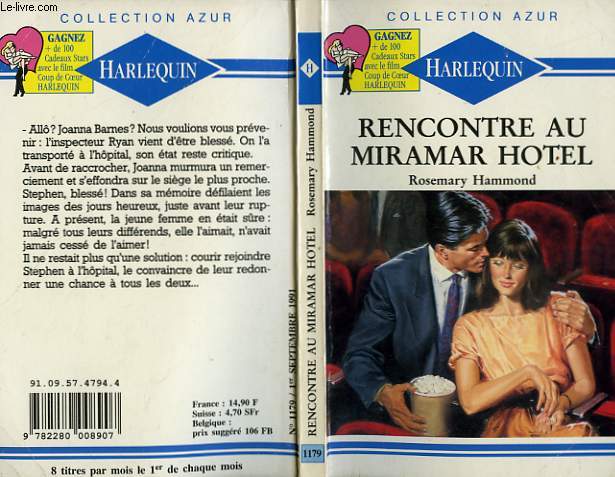 Le-livre.com
COLLECTION AZUR
GAGNEZ
+ de 100
Cadeaux Stars
avec le film
Coup de Cœur
HARLEQUIN
HARLEQUIN
- Allô ? Joanna Barnes ? Nous voulions vous préve-
nir : l'inspecteur Ryan vient d'être blessé. On l'a
transporté à l'hôpital, son état reste critique.
Avant de raccrocher, Joanna murmura un remer-
ciement et s'effondra sur le siège le plus proche.
Stephen, blessé ! Dans sa mémoire défilaient les
images des jours heureux, juste avant leur rup-
ture. A présent, la jeune femme en était sûre :
malgré tous leurs différends, elle l'aimait, n'avait
jamais cessé de l'aimer !
Il ne restait plus qu'une solution : courir rejoindre
Stephen à l'hôpital, le convaincre de leur redon-
ner une chance à tous les deux...
91.09.57.4794.4
9 782280 008907
France : 14,90 F
Suisse : 4,70 SFr
Belgique :
prix suggéré 106 FB
8 titres par mois le 1er de chaque mois
H
Rosemary Hammond
RENCONTRE AU MIRAMAR HOTEL
N° 1179 / 1er SEPTEMBRE 1991
1179
COLLECTION AZUR
GAGNEZ
+ de 100
Cadeaux Stars
avec le film
Coup de Cœur
HARLEQUIN
HARLEQUIN
RENCONTRE AU
MIRAMAR HOTEL
Rosemary Hammond